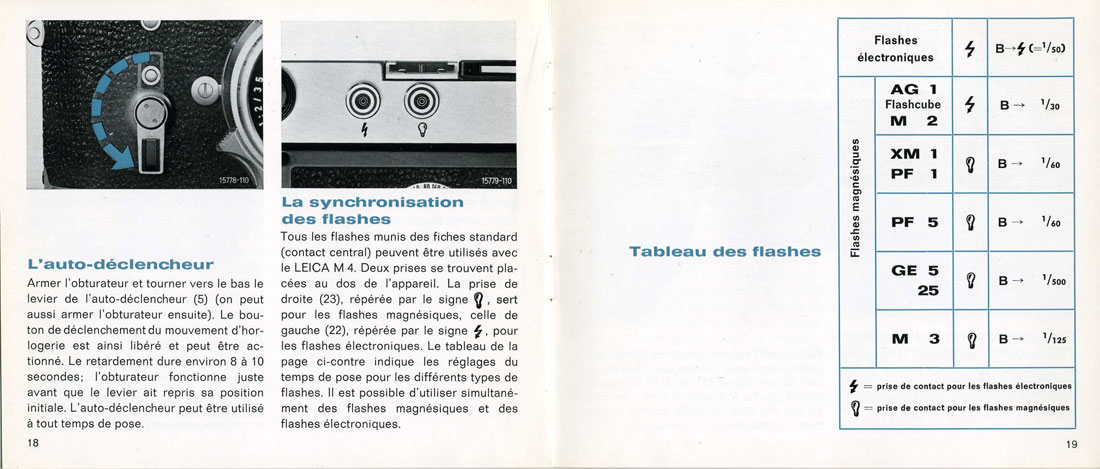 15778-110
15779-110
L'auto-déclencheur
Armer l'obturateur et tourner vers le bas le
levier de l'auto-déclencheur (5) (on peut
aussi armer l'obturateur ensuite). Le bou-
ton de déclenchement du mouvement d'hor-
logerie est ainsi libéré et peut être ac-
tionné. Le retardement dure environ 8 à 10
secondes; l'obturateur fonctionne juste
avant que le levier ait repris sa position
initiale. L'auto-déclencheur peut être utilisé
à tout temps de pose.
18
La synchronisation
des flashes
Tous les flashes munis des fiches standard
(contact central) peuvent être utilisés avec
le LEICA M 4. Deux prises se trouvent pla-
cées au dos de l'appareil. La prise de
droite (23), répérée par le signe , sert
pour les flashes magnésiques, celle de
gauche (22), répérée par le signe , pour
les flashes électroniques. Le tableau de la
page ci-contre indique les réglages du
temps de pose pour les différents types de
flashes. Il est possible d'utiliser simultané-
ment des flashes magnésiques et des
flashes électroniques.
Tableau des flashes
Flashes
électroniques
B→ (=1/50)
Flashes magnésiques
AG 1
Flashcube
M 2
B → 1/30
XM 1
PF 1
B → 1/60
PF 5
B → 1/60
GE 5
25
B → 1/500
M 3
B → 1/125
= prise de contact pour les flashes électroniques
= prise de contact pour les flashes magnésiques
19